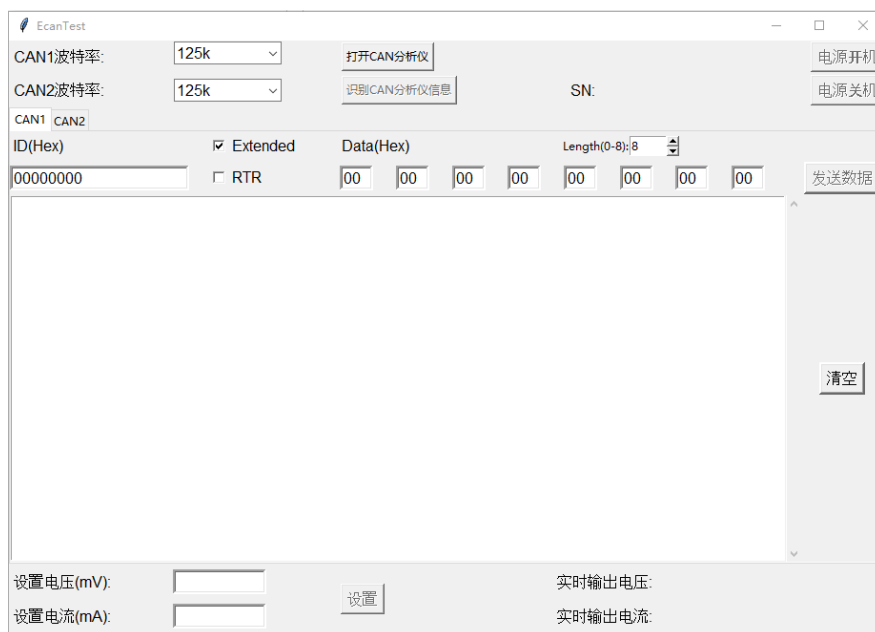 EcanTest
CAN1波特率: 125k 打开CAN分析仪 电源开机
CAN2波特率: 125k 识别CAN分析仪信息 SN: 电源关机
CAN1 CAN2
ID(Hex) Extended Data(Hex) Length(0-8): 8
00000000 RTR 00 00 00 00 00 00 00 00 发送数据
清空
设置电压(mV): 实时输出电压:
设置
设置电流(mA): 实时输出电流: